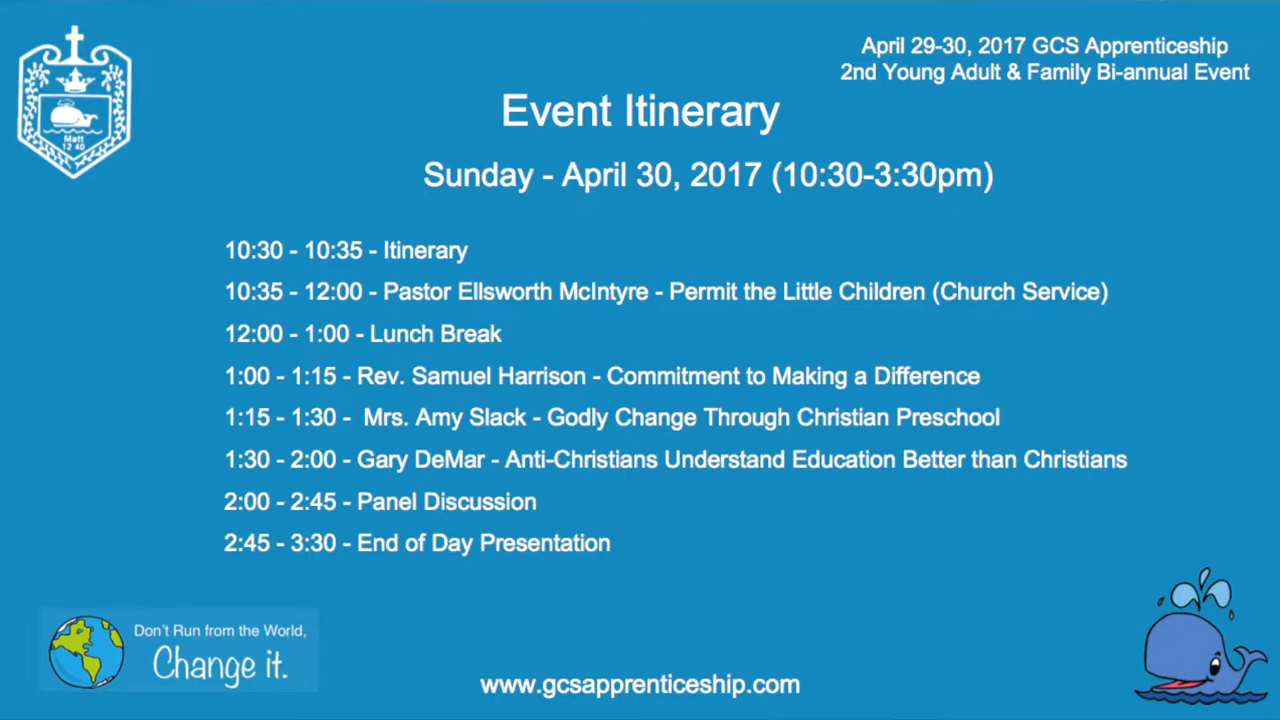 April 29-30, 2017 GCS Apprenticeship
2nd Young Adult & Family Bi-annual Event
Event Itinerary
Sunday - April 30, 2017 (10:30-3:30pm)
Matt
12 40
10:30 - 10:35 - Itinerary
10:35 - 12:00 - Pastor Ellsworth McIntyre - Permit the Little Children (Church Service)
12:00 - 1:00 - Lunch Break
1:00 - 1:15 - Rev. Samuel Harrison - Commitment to Making a Difference
1:15 - 1:30 - Mrs. Amy Slack - Godly Change Through Christian Preschool
1:30 - 2:00 - Gary DeMar - Anti-Christians Understand Education Better than Christians
2:00 - 2:45 - Panel Discussion
2:45 - 3:30 - End of Day Presentation
Don't Run from the World,
Change it.
www.gcsapprenticeship.com